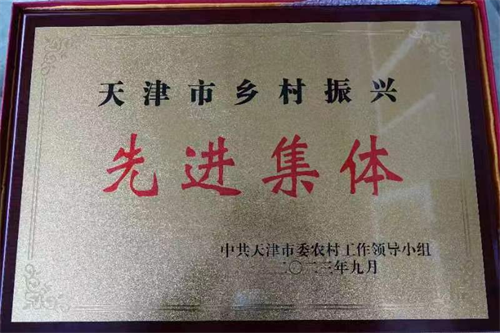 天津市乡村振兴
先进集体
中共天津市委农村工作领导小组
二〇二三年九月